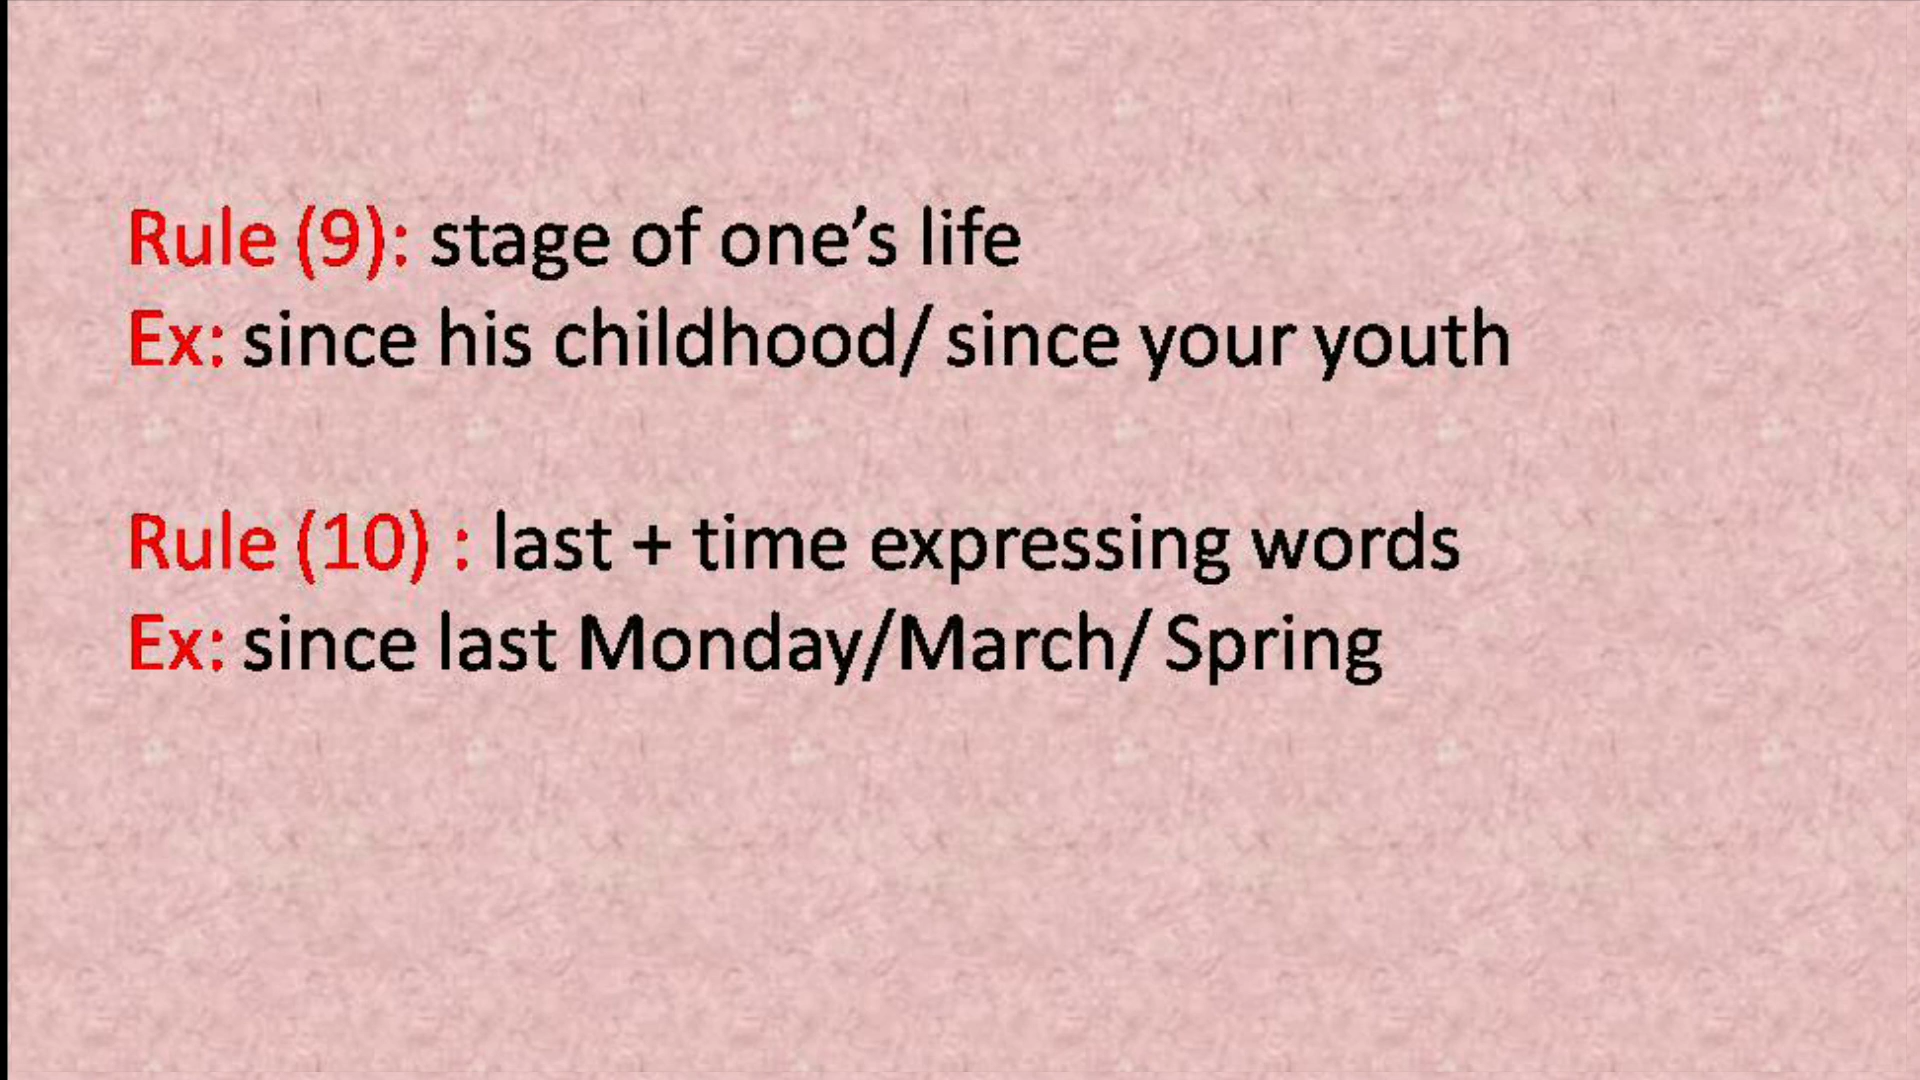 Rule (9): stage of one’s life
Ex: since his childhood/ since your youth
Rule (10) : last + time expressing words
Ex: since last Monday/March/ Spring